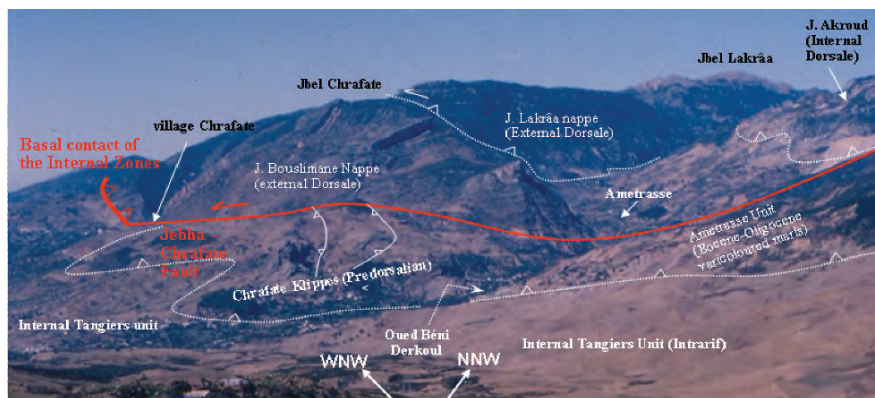 J. Akroud
(Internal
Dorsale)
Jbel Lakrâa
Jbel Chrafate
village Chrafate
J. Lakrâa nappe
(External Dorsale)
Basal contact of
the Internal Zones
J. Bouslimane Nappe
(external Dorsale)
Ametrasse
Ametrasse Unit
(Eocene-Oligocene
varicoloured marls)
Jebha
Chrafate
Fault
Chrafate Klippes (Predorsalian)
Internal Tangiers unit
Oued Béni
Derkoul
Internal Tangiers Unit (Intrarif)
WNW
NNW